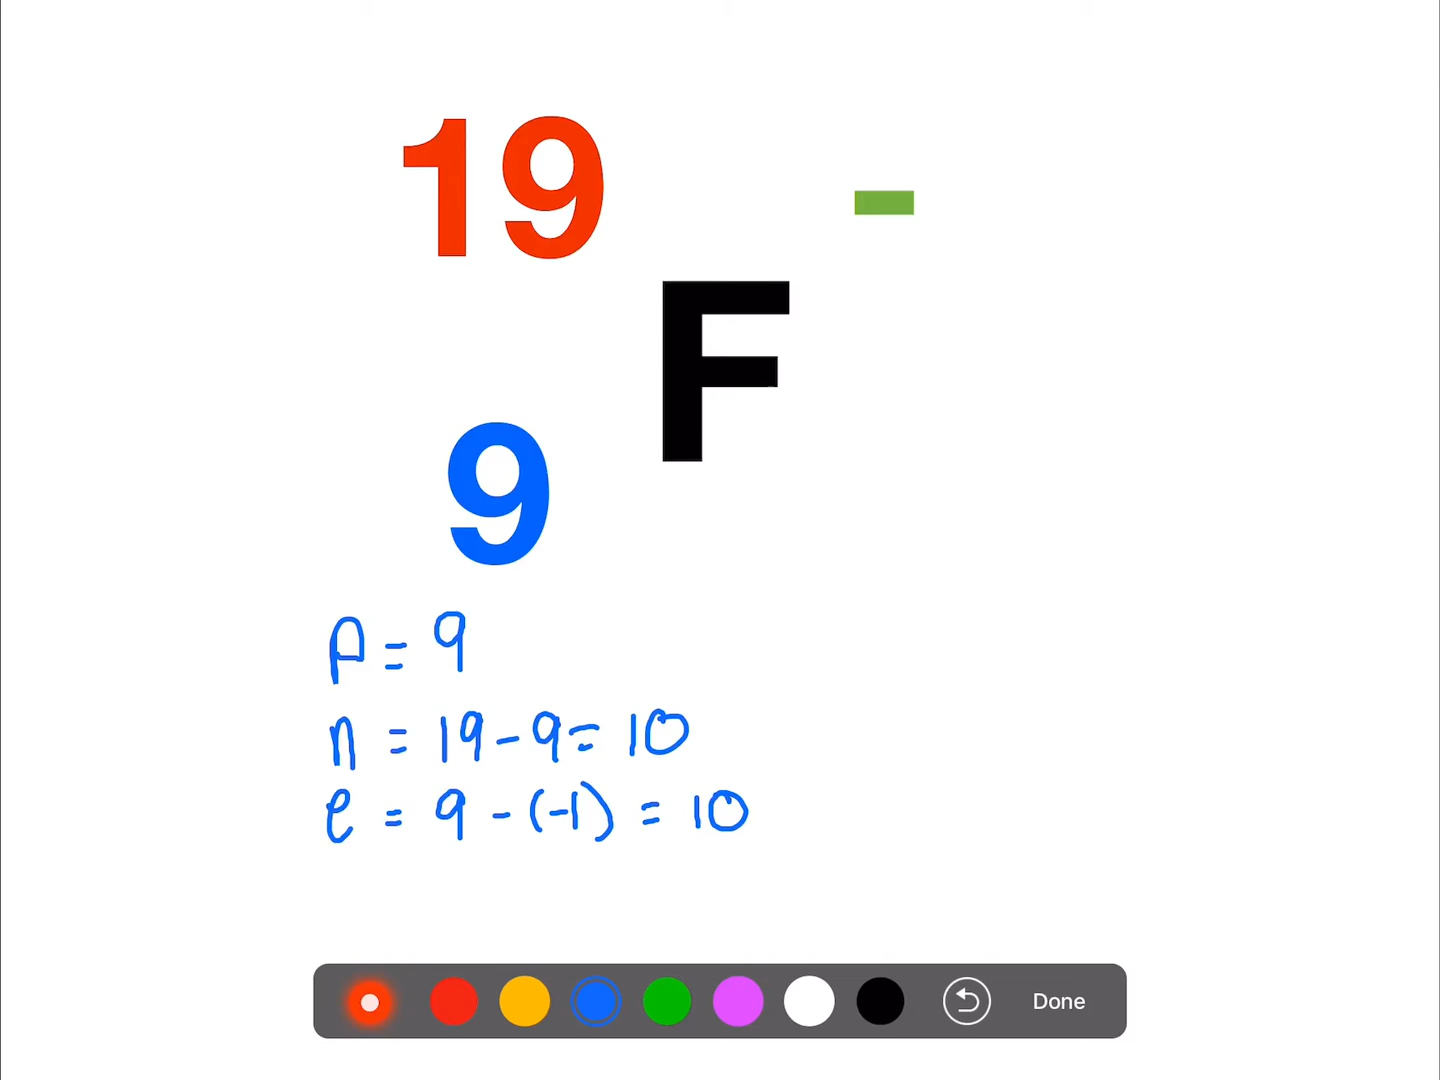 19 -
F
9
p = 9
n = 19 - 9 = 10
e = 9 - (-1) = 10
Done